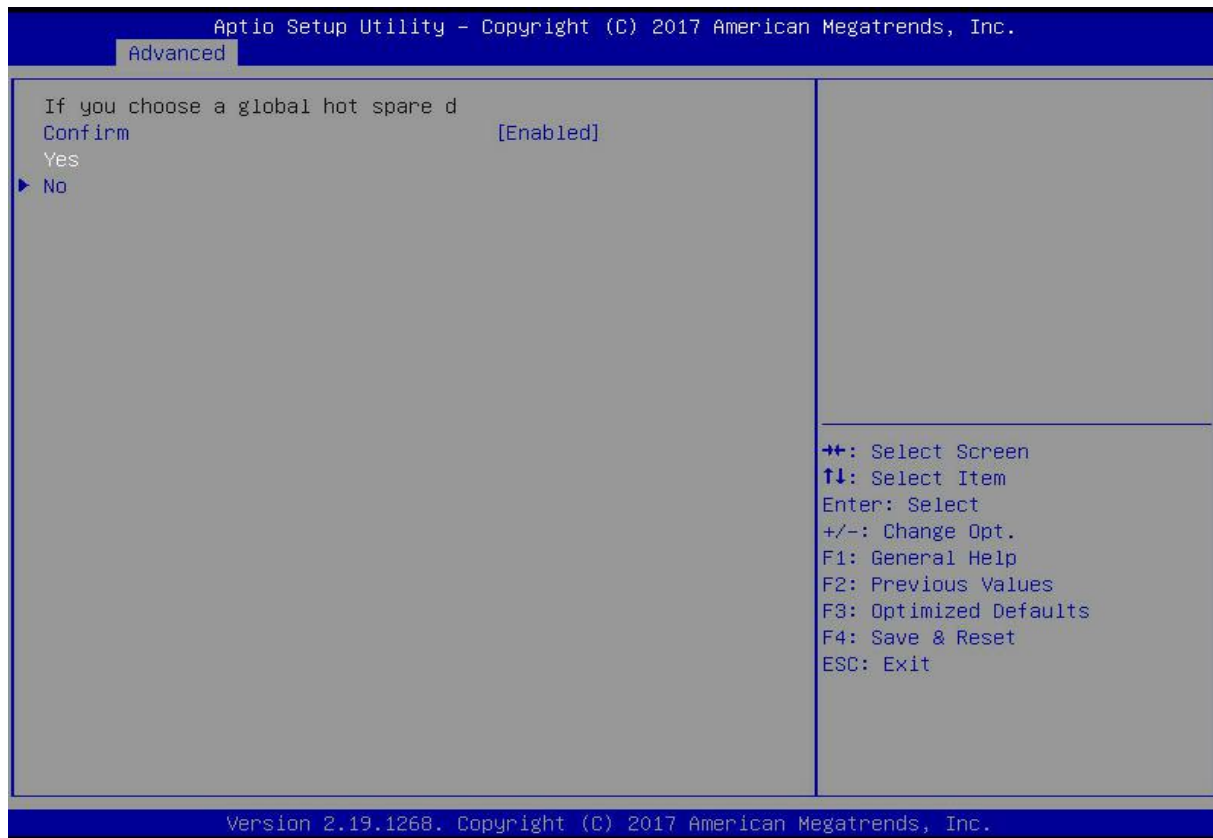 Aptio Setup Utility – Copyright (C) 2017 American Megatrends, Inc.
Advanced
If you choose a global hot spare d
Confirm [Enabled]
Yes
► No
→←: Select Screen
↑↓: Select Item
Enter: Select
+/-: Change Opt.
F1: General Help
F2: Previous Values
F3: Optimized Defaults
F4: Save & Reset
ESC: Exit
Version 2.19.1268. Copyright (C) 2017 American Megatrends, Inc.